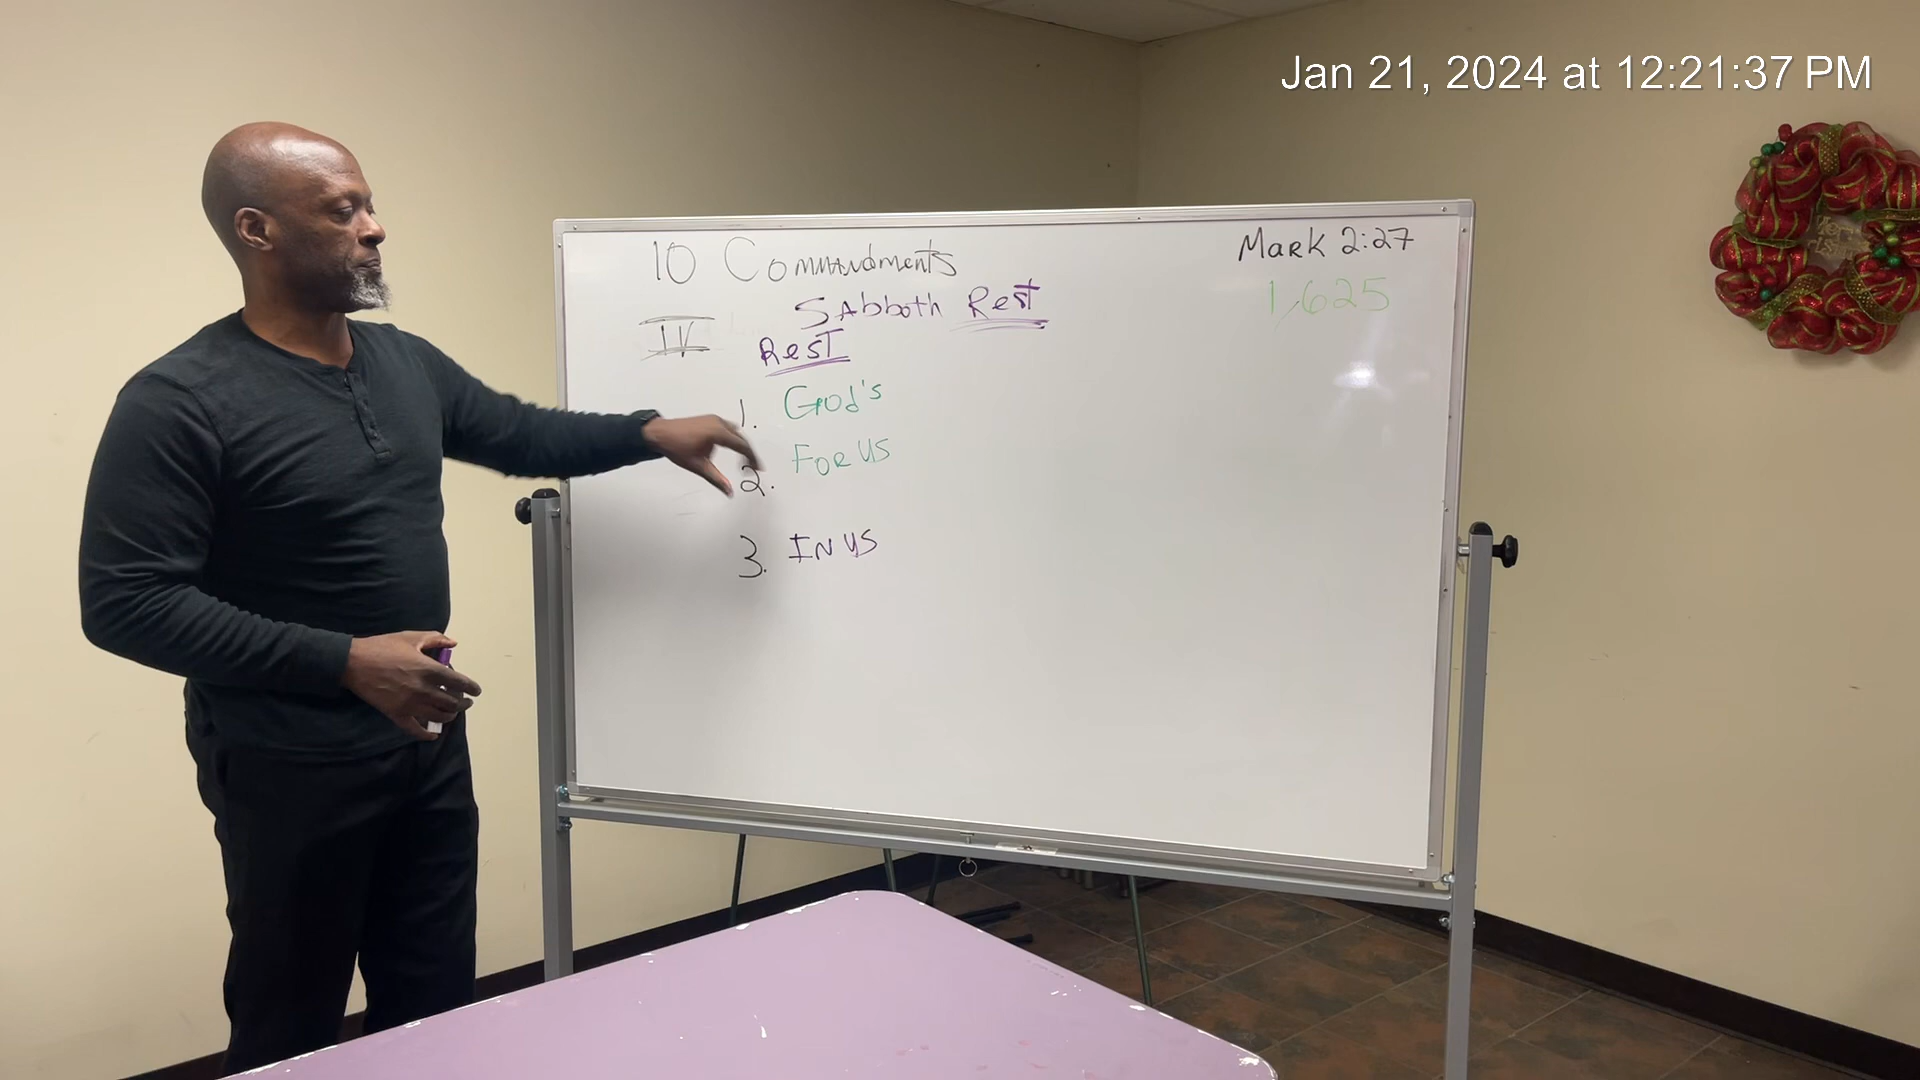 Jan 21, 2024 at 12:21:37 PM
10 Commandments
Mark 2:27
Sabboth Rest
1,625
IV
Rest
1. God's
2. For us
3. In us